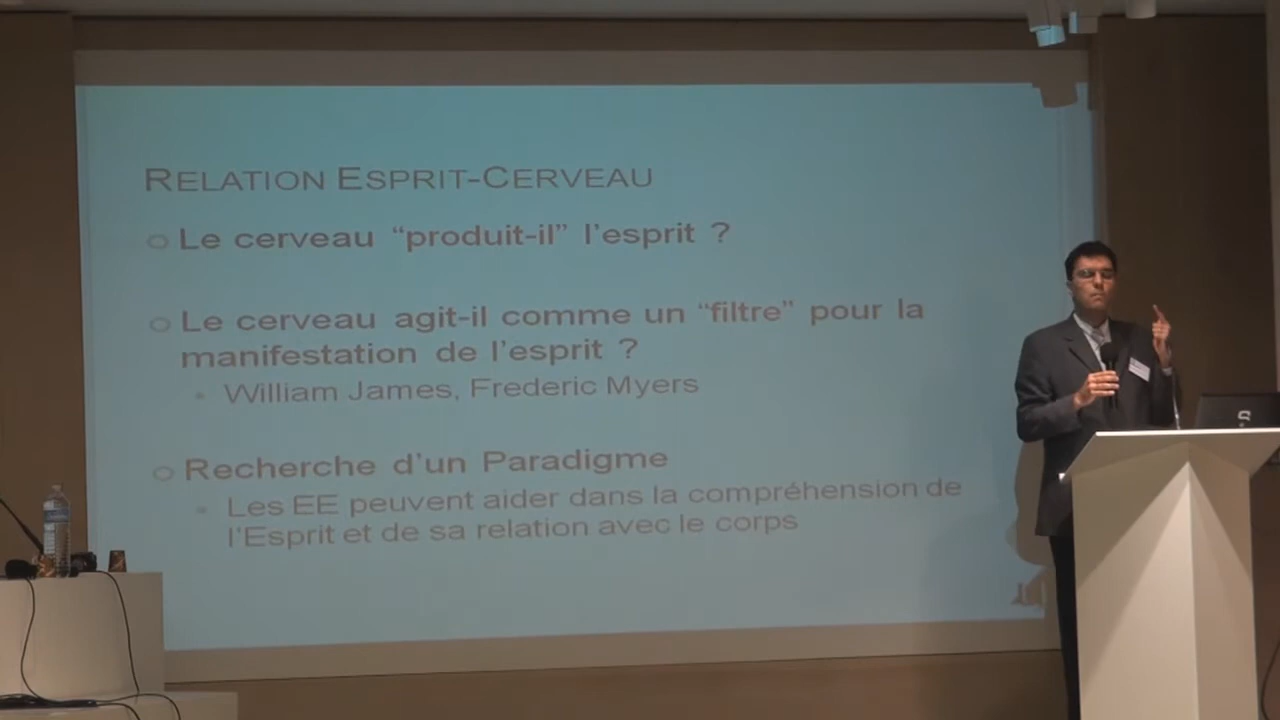 RELATION ESPRIT-CERVEAU
Le cerveau “produit-il” l’esprit ?
Le cerveau agit-il comme un “filtre” pour la
manifestation de l’esprit ?
William James, Frederic Myers
Recherche d’un Paradigme
Les EE peuvent aider dans la compréhension de
l’Esprit et de sa relation avec le corps